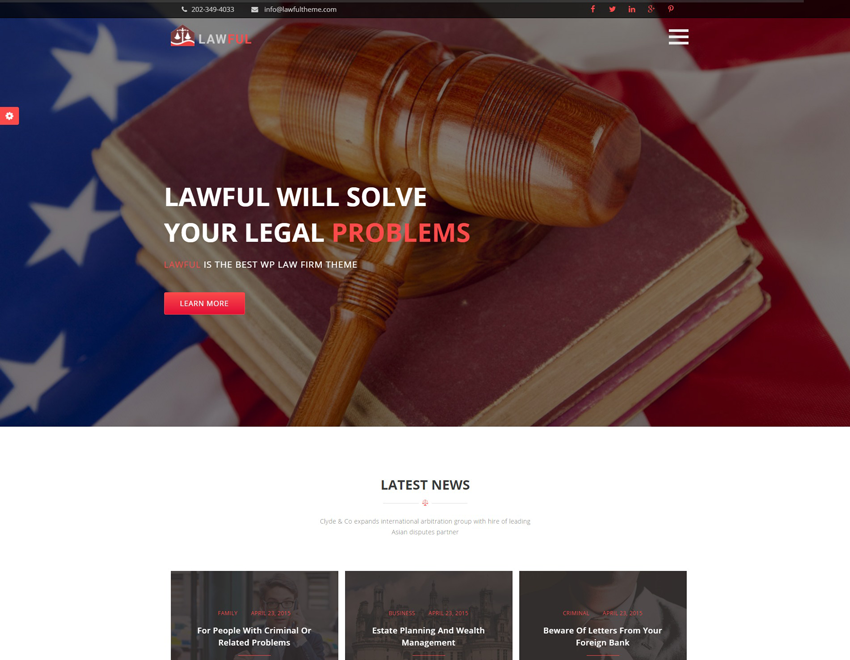 202-349-4033 info@lawfultheme.com
LAWFUL
LAWFUL WILL SOLVE
YOUR LEGAL PROBLEMS
LAWFUL IS THE BEST WP LAW FIRM THEME
LEARN MORE
LATEST NEWS
Clyde & Co expands international arbitration group with hire of leading
Asian disputes partner
FAMILY APRIL 23, 2015
For People With Criminal Or
Related Problems
BUSINESS APRIL 23, 2015
Estate Planning And Wealth
Management
CRIMINAL APRIL 23, 2015
Beware Of Letters From Your
Foreign Bank